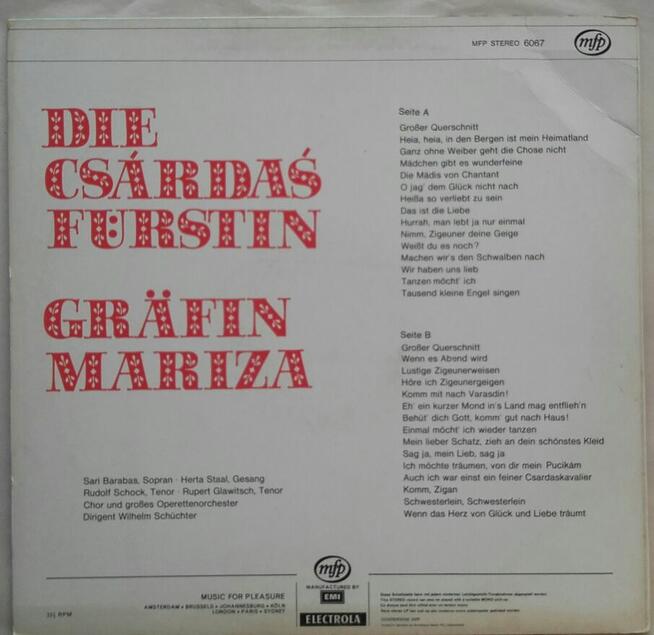 MFP STEREO 6067 mfp
DIE
CSÁRDAŚ
FÜRSTIN
GRÄFIN
MARIZA
Seite A
Großer Querschnitt
Heia, heia, in den Bergen ist mein Heimatland
Ganz ohne Weiber geht die Chose nicht
Mädchen gibt es wunderfeine
Die Mädis von Chantant
O jag' dem Glück nicht nach
Heißa so verliebt zu sein
Das ist die Liebe
Hurrah, man lebt ja nur einmal
Nimm, Zigeuner deine Geige
Weißt du es noch?
Machen wir's den Schwalben nach
Wir haben uns lieb
Tanzen möcht' ich
Tausend kleine Engel singen
Seite B
Großer Querschnitt
Wenn es Abend wird
Lustige Zigeunerweisen
Höre ich Zigeunergeigen
Komm mit nach Varasdin!
Eh' ein kurzer Mond in's Land mag entflieh'n
Behüt' dich Gott, komm' gut nach Haus!
Einmal möcht' ich wieder tanzen
Mein lieber Schatz, zieh an dein schönstes Kleid
Sag ja, mein Lieb, sag ja
Ich möchte träumen, von dir mein Pucikám
Auch ich war einst ein feiner Csardaskavalier
Komm, Zigan
Schwesterlein, Schwesterlein
Wenn das Herz von Glück und Liebe träumt
Sari Barabas, Sopran · Herta Staal, Gesang
Rudolf Schock, Tenor · Rupert Glawitsch, Tenor
Chor und großes Operettenorchester
Dirigent Wilhelm Schüchter
mfp
MUSIC FOR PLEASURE
AMSTERDAM • BRUSSELS • JOHANNESBURG • KÖLN
LONDON • PARIS • SYDNEY
MANUFACTURED BY
EMI
ELECTROLA
33⅓ RPM